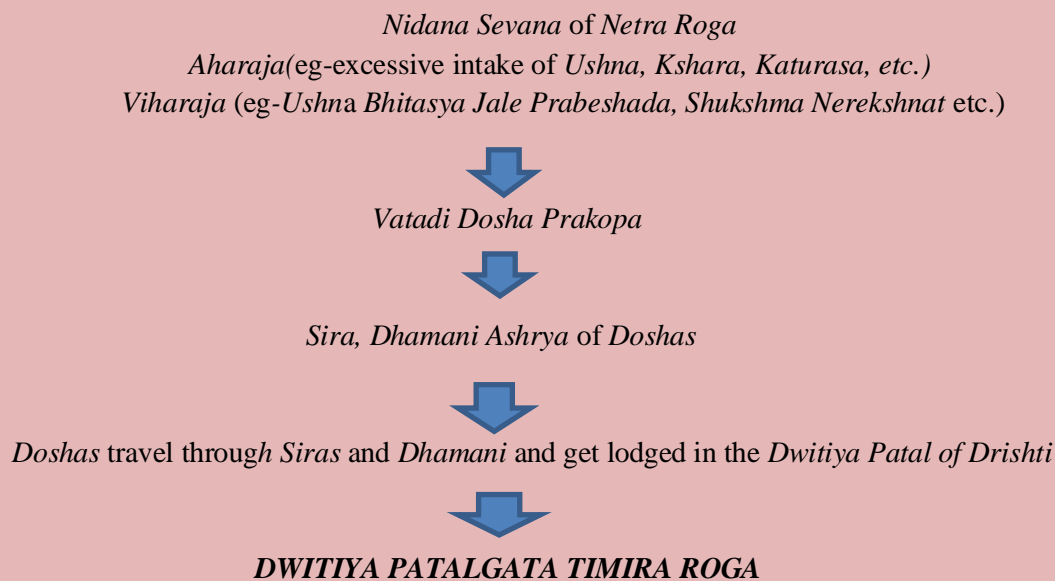 Nidana Sevana of Netra Roga
Aharaja(eg-excessive intake of Ushna, Kshara, Katurasa, etc.)
Viharaja (eg-Ushna Bhitasya Jale Prabeshada, Shukshma Nerekshnat etc.)
Vatadi Dosha Prakopa
Sira, Dhamani Ashrya of Doshas
Doshas travel through Siras and Dhamani and get lodged in the Dwitiya Patal of Drishti
DWITIYA PATALGATA TIMIRA ROGA